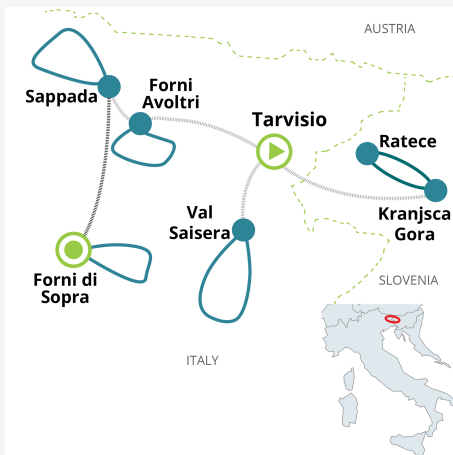 AUSTRIA
Sappada
Forni
Avoltri
Tarvisio
Ratece
Kranjsca
Gora
Val
Saisera
Forni di
Sopra
SLOVENIA
ITALY